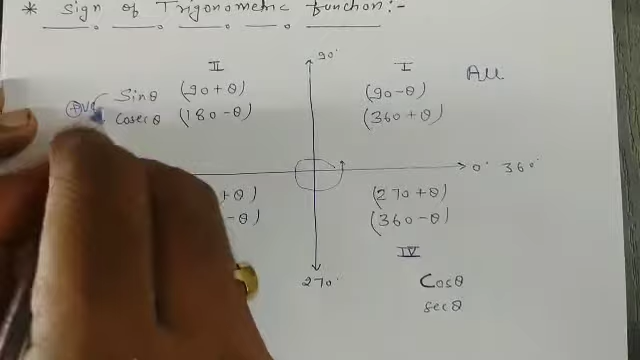 * Sign of Trigonometric function :-
90°
II
I
All
Sinθ (90+θ)
(90-θ)
+ve
Cosecθ (180-θ)
(360+θ)
0° 360°
+θ)
(270+θ)
-θ)
(360-θ)
IV
270°
Cosθ
secθ